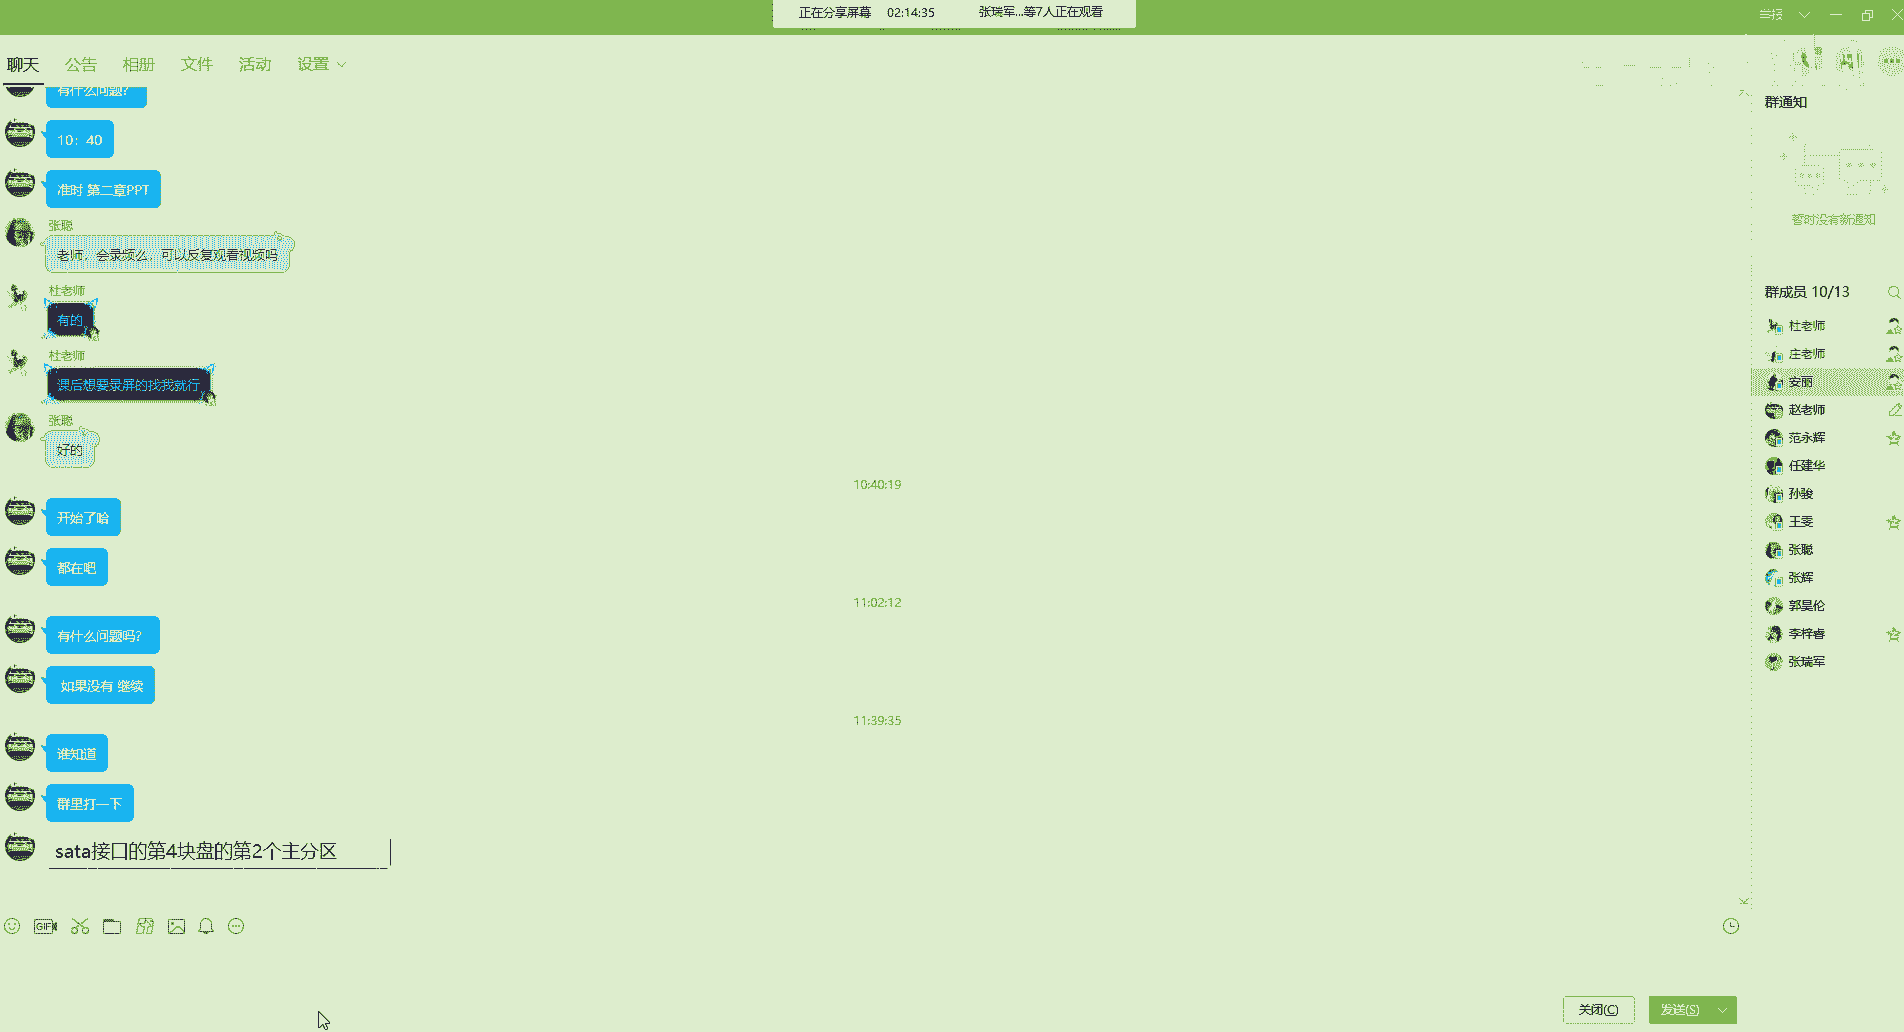 正在分享屏幕 02:14:35 张瑞军...等7人正在观看
举报
聊天 公告 相册 文件 活动 设置
有什么问题?
10：40
准时 第二章PPT
张聪
老师，会录频么，可以反复观看视频吗
杜老师
有的
杜老师
课后想要录屏的找我就行
张聪
好的
10:40:19
开始了哈
都在吧
11:02:12
有什么问题吗?
如果没有 继续
11:39:35
谁知道
群里打一下
sata接口的第4块盘的第2个主分区
GIF
关闭(C) 发送(S)
群通知
暂时没有新通知
群成员 10/13
杜老师
庄老师
安丽
赵老师
范永辉
任建华
孙骏
王雯
张聪
张辉
郭昊伦
李梓睿
张瑞军